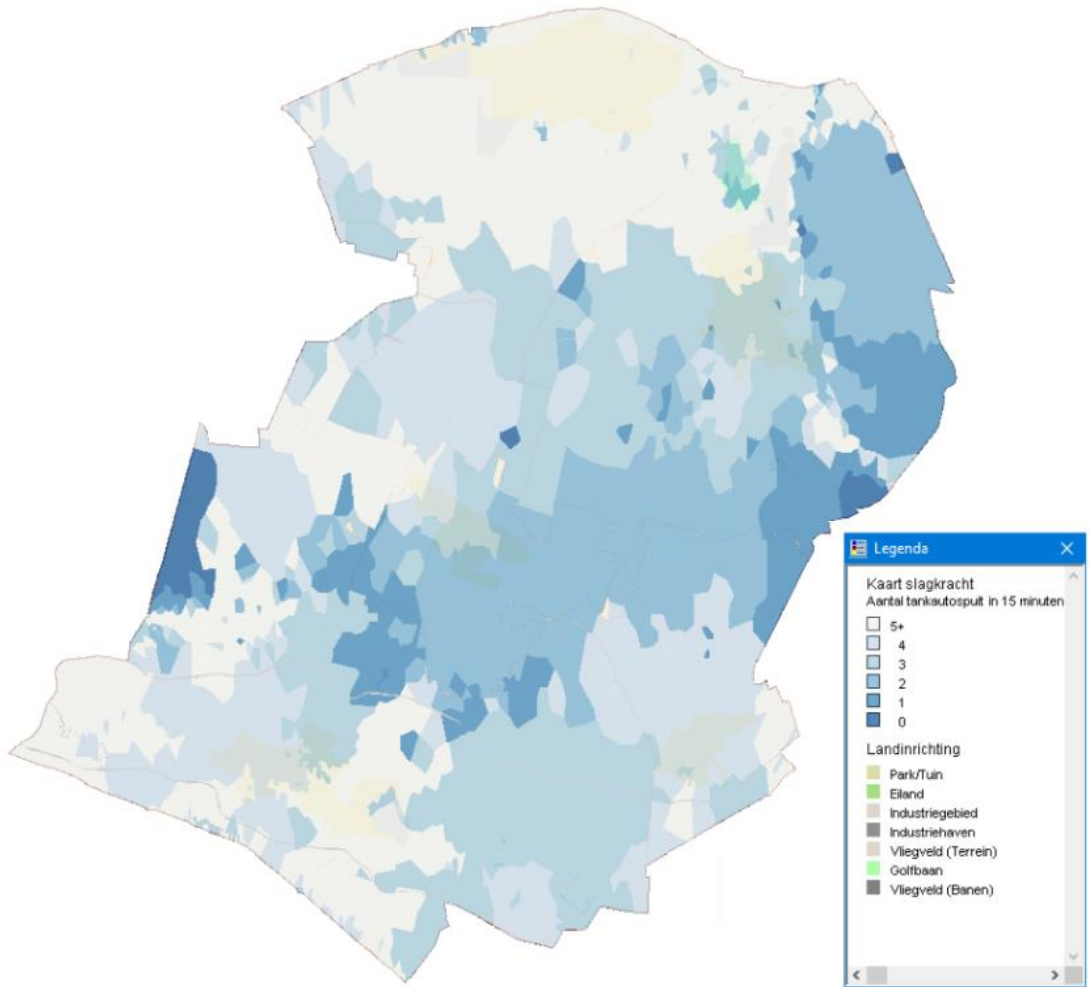 Legenda
Kaart slagkracht
Aantal tankautospuit in 15 minuten
5+
4
3
2
1
0
Landinrichting
Park/Tuin
Eiland
Industriegebied
Industriehaven
Vliegveld (Terrein)
Golfbaan
Vliegveld (Banen)